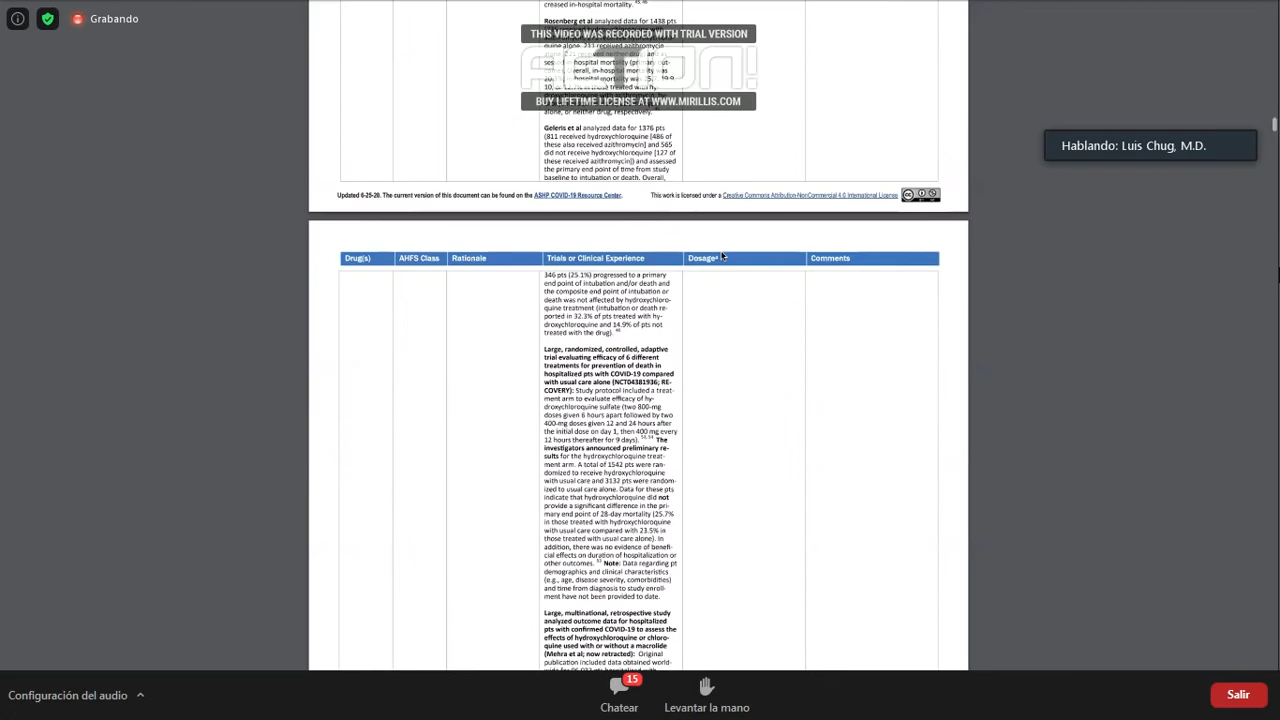 Grabando
creased in-hospital mortality. 45, 46
Rosenberg et al analyzed data for 1438 pts
THIS VIDEO WAS RECORDED WITH TRIAL VERSION
quine alone, 211 received azithromycin
ACTION!
BUY LIFETIME LICENSE AT WWW.MIRILLIS.COM
alone, or neither drug, respectively.
Geleris et al analyzed data for 1376 pts
(811 received hydroxychloroquine [486 of
these also received azithromycin] and 565
did not receive hydroxychloroquine [127 of
these received azithromycin]) and assessed
the primary end point of time from study
baseline to intubation or death. Overall,
Hablando: Luis Chug, M.D.
Updated 6-25-20. The current version of this document can be found on the ASHP COVID-19 Resource Center.
This work is licensed under a Creative Commons Attribution-NonCommercial 4.0 International License
Drug(s) AHFS Class Rationale Trials or Clinical Experience Dosageª Comments
346 pts (25.1%) progressed to a primary
end point of intubation and/or death and
the composite end point of intubation or
death was not affected by hydroxychloro-
quine treatment (intubation or death re-
ported in 32.3% of pts treated with hy-
droxychloroquine and 14.9% of pts not
treated with the drug). 48
Large, randomized, controlled, adaptive
trial evaluating efficacy of 6 different
treatments for prevention of death in
hospitalized pts with COVID-19 compared
with usual care alone (NCT04381936; RE-
COVERY): Study protocol included a treat-
ment arm to evaluate efficacy of hy-
droxychloroquine sulfate (two 800-mg
doses given 6 hours apart followed by two
400-mg doses given 12 and 24 hours after
the initial dose on day 1, then 400 mg every
12 hours thereafter for 9 days). The
investigators announced preliminary re-
sults for the hydroxychloroquine treat-
ment arm. A total of 1542 pts were ran-
domized to receive hydroxychloroquine
with usual care and 3132 pts were random-
ized to usual care alone. Data for these pts
indicate that hydroxychloroquine did not
provide a significant difference in the pri-
mary end point of 28-day mortality (25.7%
in those treated with hydroxychloroquine
with usual care compared with 23.5% in
those treated with usual care alone). In
addition, there was no evidence of benefi-
cial effects on duration of hospitalization or
other outcomes. Note: Data regarding pt
demographics and clinical characteristics
(e.g., age, disease severity, comorbidities)
and time from diagnosis to study enroll-
ment have not been provided to date.
Large, multinational, retrospective study
analyzed outcome data for hospitalized
pts with confirmed COVID-19 to assess the
effects of hydroxychloroquine or chloro-
quine used with or without a macrolide
(Mehra et al; now retracted): Original
publication included data obtained world-
Configuración del audio
15
Chatear
Levantar la mano
Salir